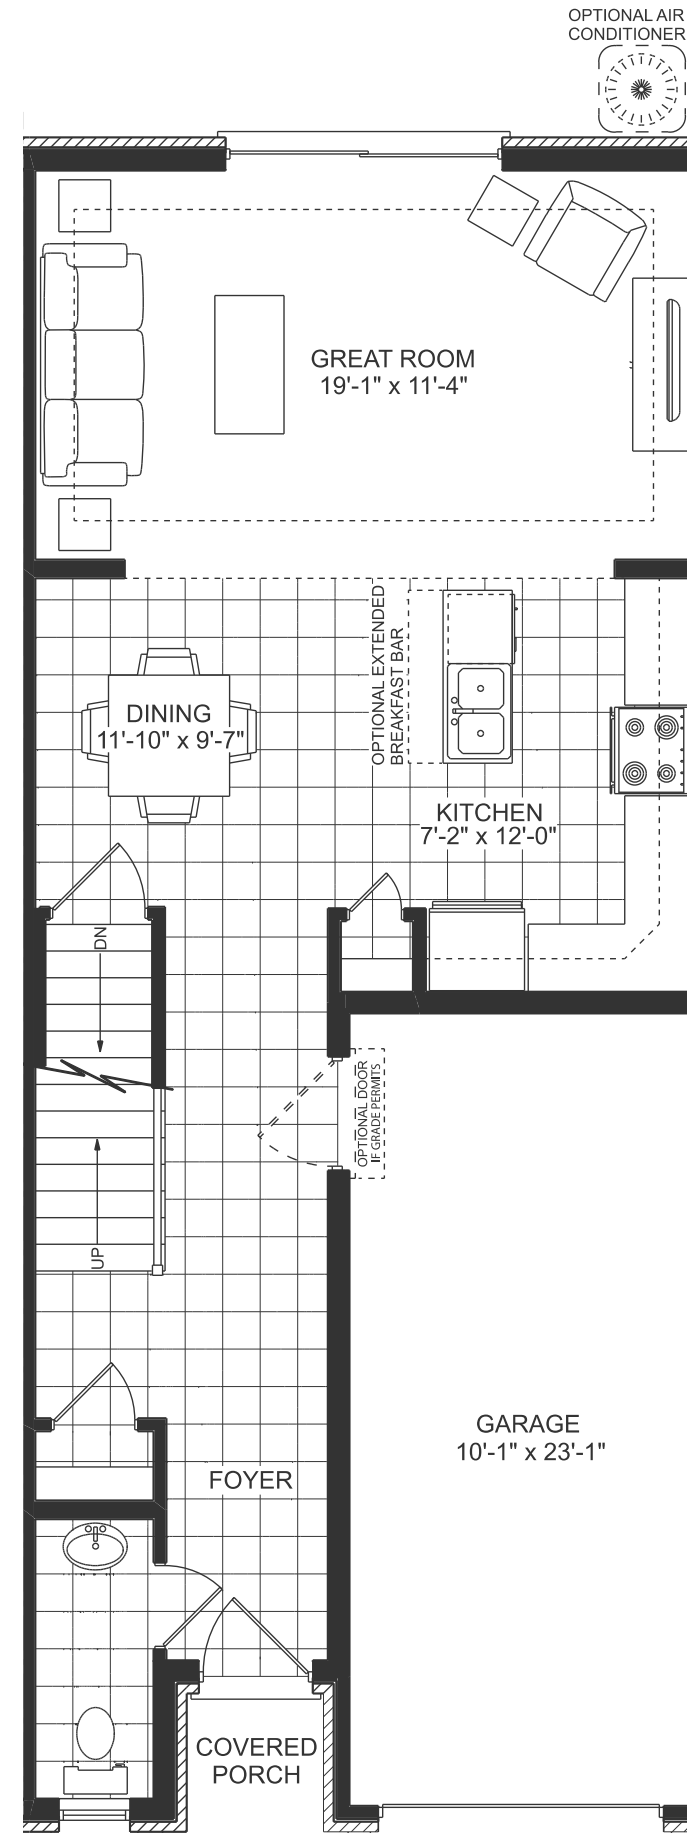 OPTIONAL AIR
CONDITIONER
GREAT ROOM
19'-1" x 11'-4"
OPTIONAL EXTENDED
BREAKFAST BAR
DINING
11'-10" x 9'-7"
KITCHEN
7'-2" x 12'-0"
DN
OPTIONAL DOOR
IF GRADE PERMITS
UP
GARAGE
10'-1" x 23'-1"
FOYER
COVERED
PORCH